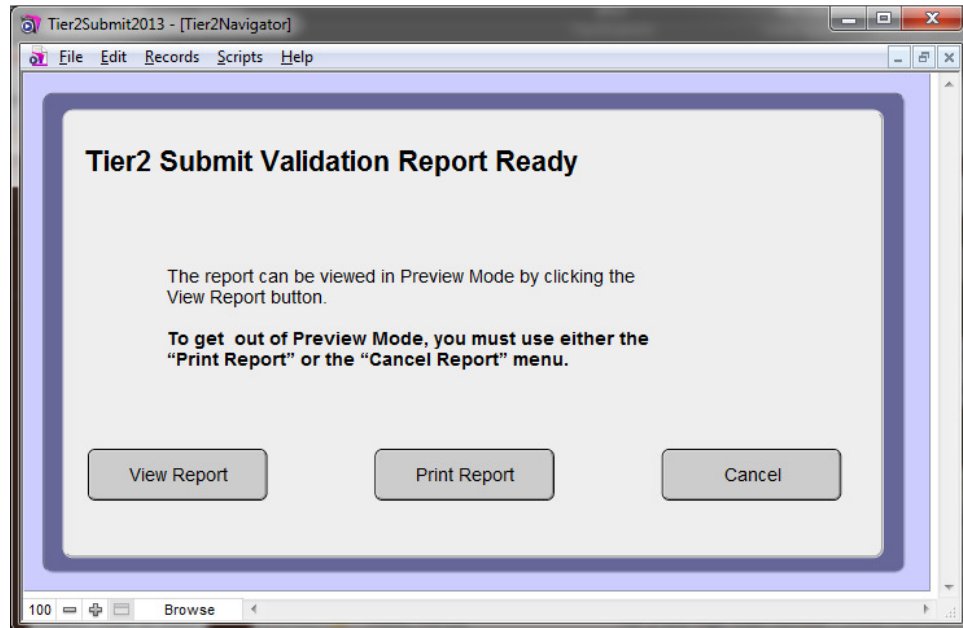 Tier2Submit2013 - [Tier2Navigator]
File Edit Records Scripts Help
Tier2 Submit Validation Report Ready
The report can be viewed in Preview Mode by clicking the
View Report button.
To get  out of Preview Mode, you must use either the
“Print Report” or the “Cancel Report” menu.
View Report
Print Report
Cancel
100
Browse